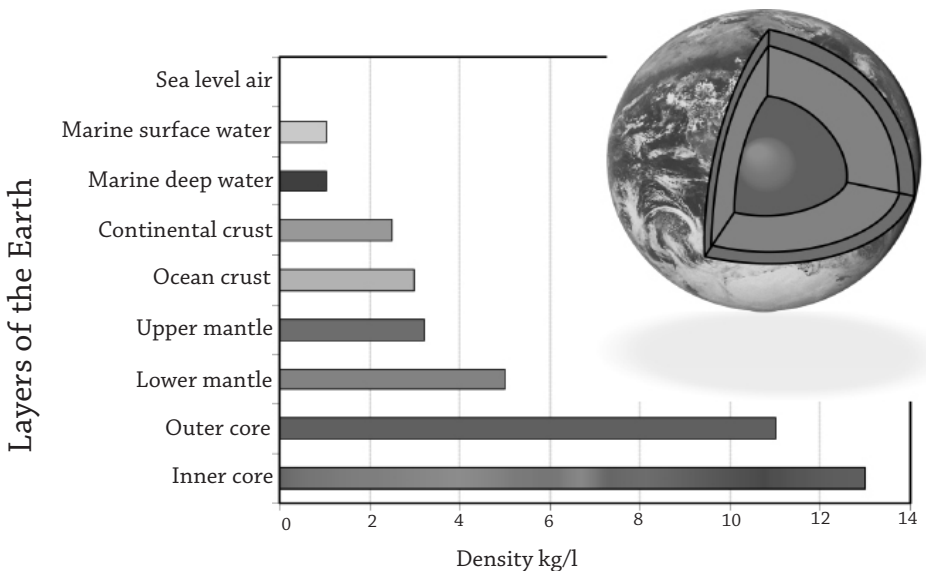 Layers of the Earth
Sea level air
Marine surface water
Marine deep water
Continental crust
Ocean crust
Upper mantle
Lower mantle
Outer core
Inner core
0 2 4 6 8 10 12 14
Density kg/l